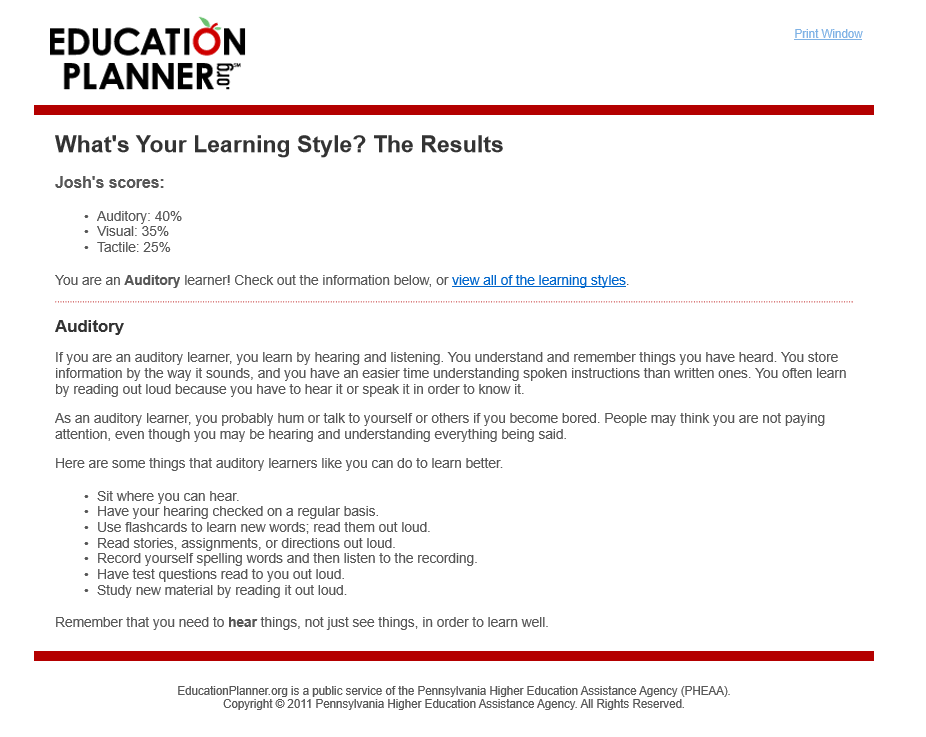 EDUCATION
PLANNER.org℠
Print Window
What's Your Learning Style? The Results
Josh's scores:
• Auditory: 40%
• Visual: 35%
• Tactile: 25%
You are an Auditory learner! Check out the information below, or view all of the learning styles.
Auditory
If you are an auditory learner, you learn by hearing and listening. You understand and remember things you have heard. You store
information by the way it sounds, and you have an easier time understanding spoken instructions than written ones. You often learn
by reading out loud because you have to hear it or speak it in order to know it.
As an auditory learner, you probably hum or talk to yourself or others if you become bored. People may think you are not paying
attention, even though you may be hearing and understanding everything being said.
Here are some things that auditory learners like you can do to learn better.
• Sit where you can hear.
• Have your hearing checked on a regular basis.
• Use flashcards to learn new words; read them out loud.
• Read stories, assignments, or directions out loud.
• Record yourself spelling words and then listen to the recording.
• Have test questions read to you out loud.
• Study new material by reading it out loud.
Remember that you need to hear things, not just see things, in order to learn well.
EducationPlanner.org is a public service of the Pennsylvania Higher Education Assistance Agency (PHEAA).
Copyright © 2011 Pennsylvania Higher Education Assistance Agency. All Rights Reserved.